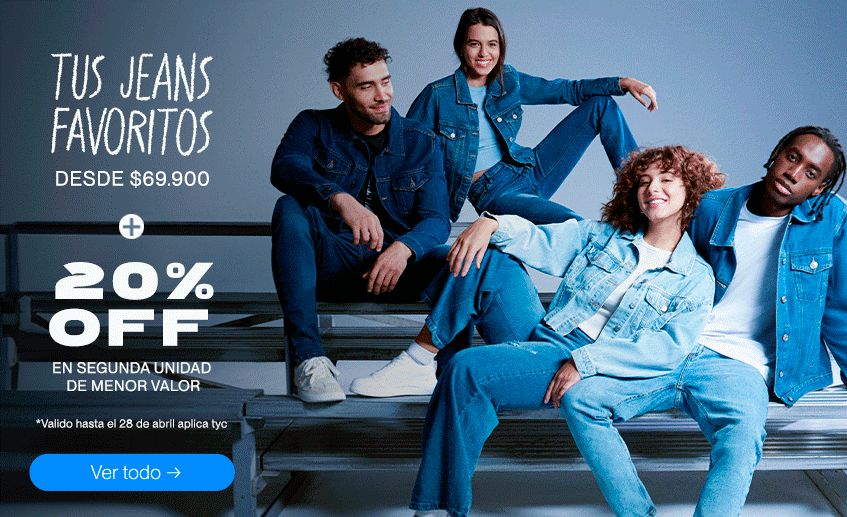 TUS JEANS
FAVORITOS
DESDE $69.900
+
20%
OFF
EN SEGUNDA UNIDAD
DE MENOR VALOR
*Valido hasta el 28 de abril aplica tyc
Ver todo →